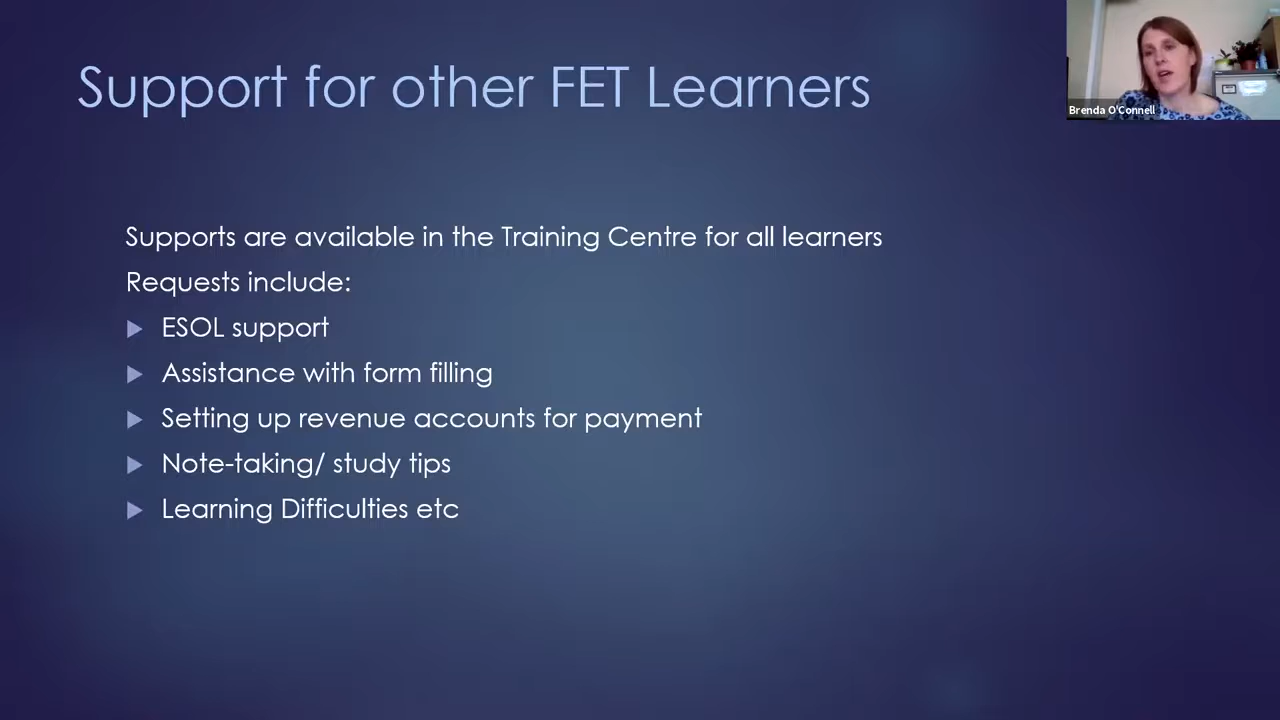 Support for other FET Learners
Brenda O'Connell
Supports are available in the Training Centre for all learners
Requests include:
ESOL support
Assistance with form filling
Setting up revenue accounts for payment
Note-taking/ study tips
Learning Difficulties etc